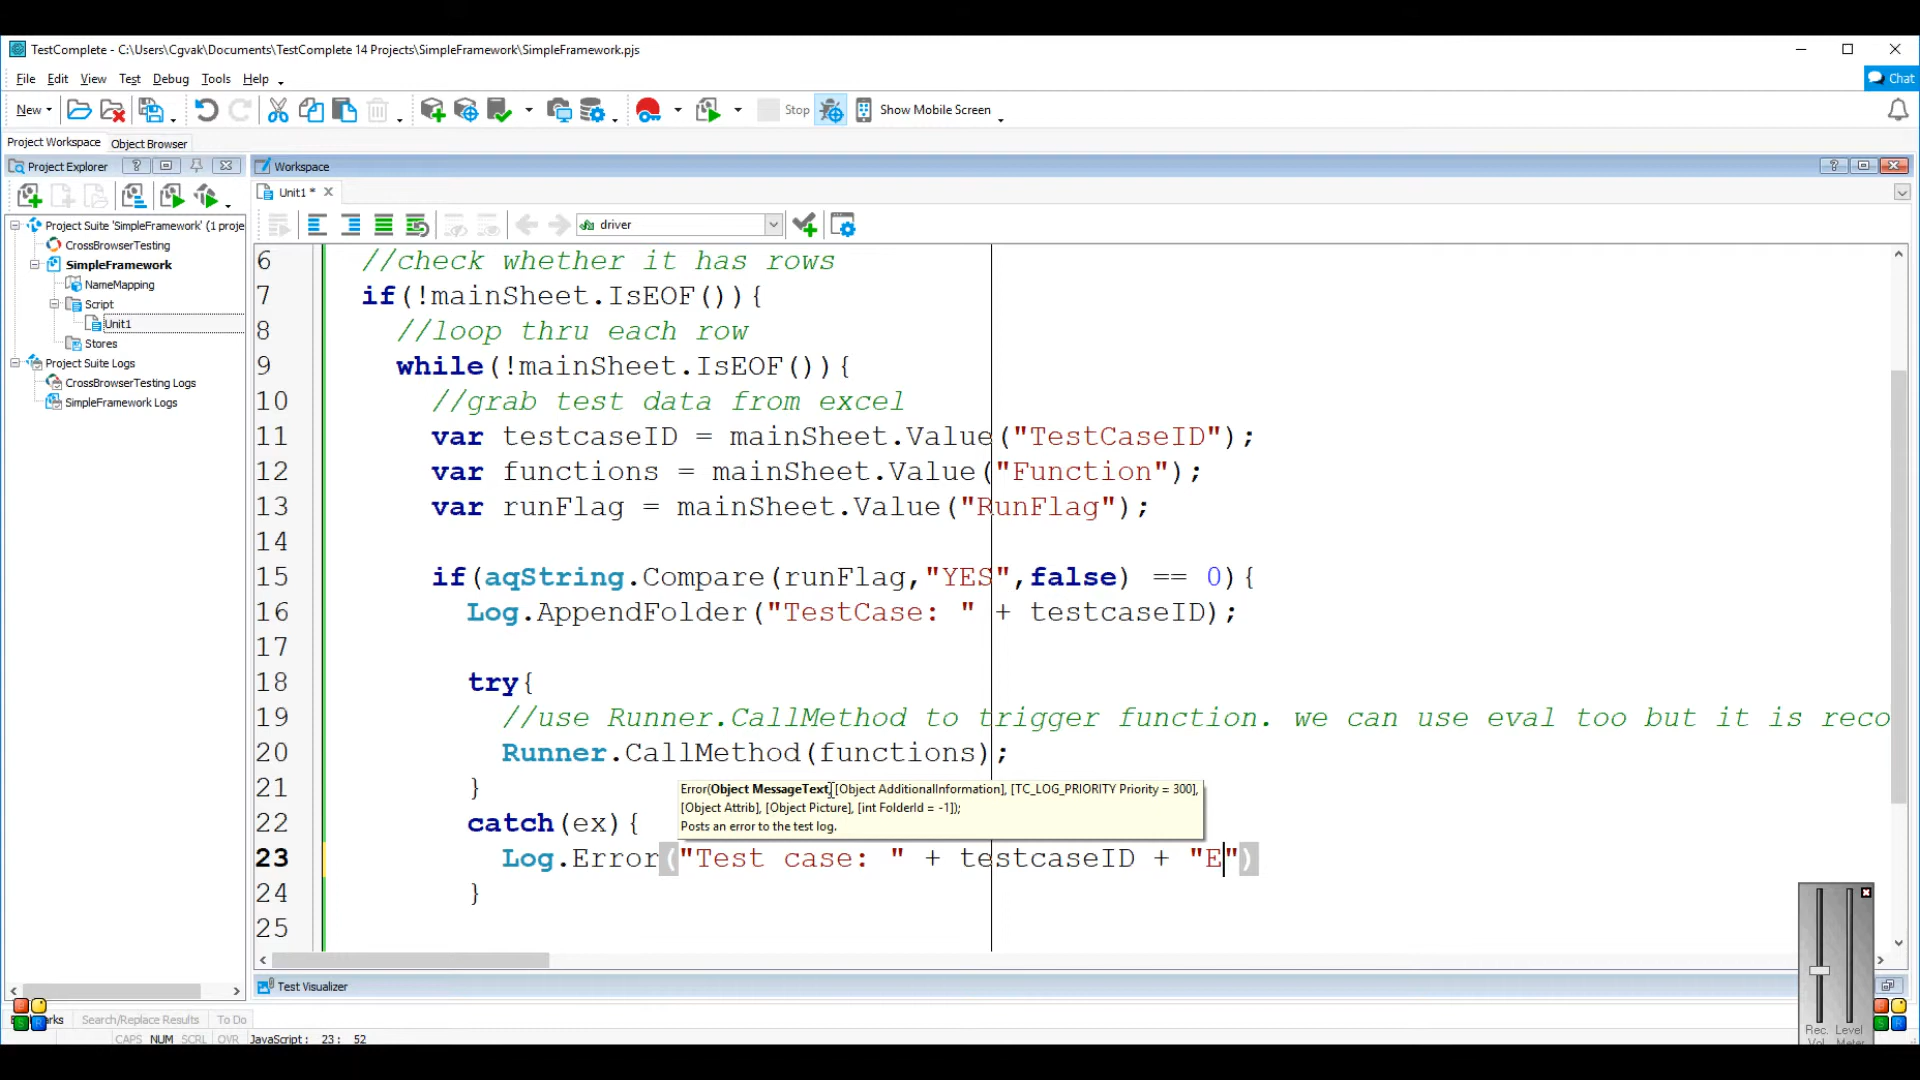 TestComplete - C:\Users\Cgvak\Documents\TestComplete 14 Projects\SimpleFramework\SimpleFramework.pjs
File Edit View Test Debug Tools Help
Chat
New Stop Show Mobile Screen
Project Workspace Object Browser
Project Explorer Workspace
Unit1 *
driver
Project Suite 'SimpleFramework' (1 proje
CrossBrowserTesting
SimpleFramework
NameMapping
Script
Unit1
Stores
Project Suite Logs
CrossBrowserTesting Logs
SimpleFramework Logs
6 //check whether it has rows
7 if(!mainSheet.IsEOF()){
8 //loop thru each row
9 while(!mainSheet.IsEOF()){
10 //grab test data from excel
11 var testcaseID = mainSheet.Value("TestCaseID");
12 var functions = mainSheet.Value("Function");
13 var runFlag = mainSheet.Value("RunFlag");
14
15 if(aqString.Compare(runFlag,"YES",false) == 0){
16 Log.AppendFolder("TestCase: " + testcaseID);
17
18 try{
19 //use Runner.CallMethod to trigger function. we can use eval too but it is reco
20 Runner.CallMethod(functions);
21 }
Error(Object MessageText, [Object AdditionalInformation], [TC_LOG_PRIORITY Priority = 300],
[Object Attrib], [Object Picture], [int FolderId = -1]);
Posts an error to the test log.
22 catch(ex){
23 Log.Error("Test case: " + testcaseID + "E")
24 }
25
Test Visualizer
Search/Replace Results To Do
CAPS NUM SCRL OVR JavaScript: 23: 52
Rec. Level